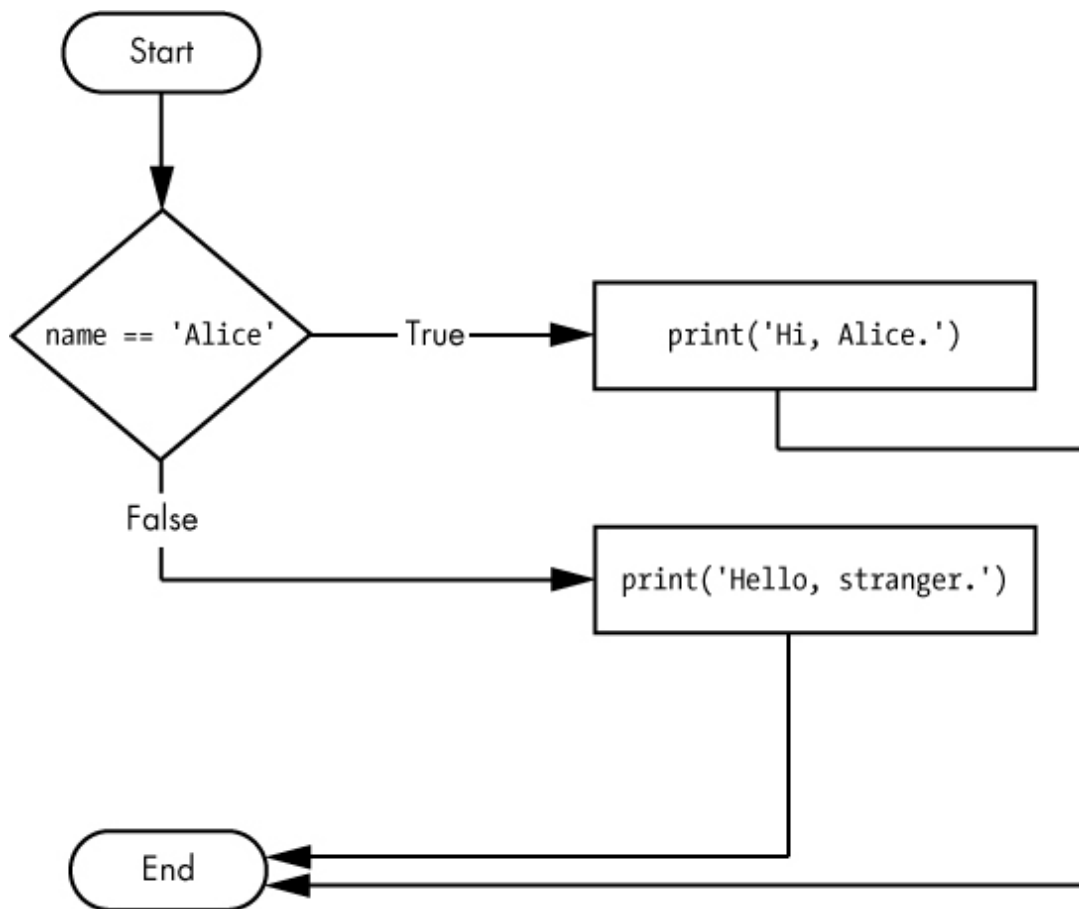 Start
name == 'Alice'
True
print('Hi, Alice.')
False
print('Hello, stranger.')
End